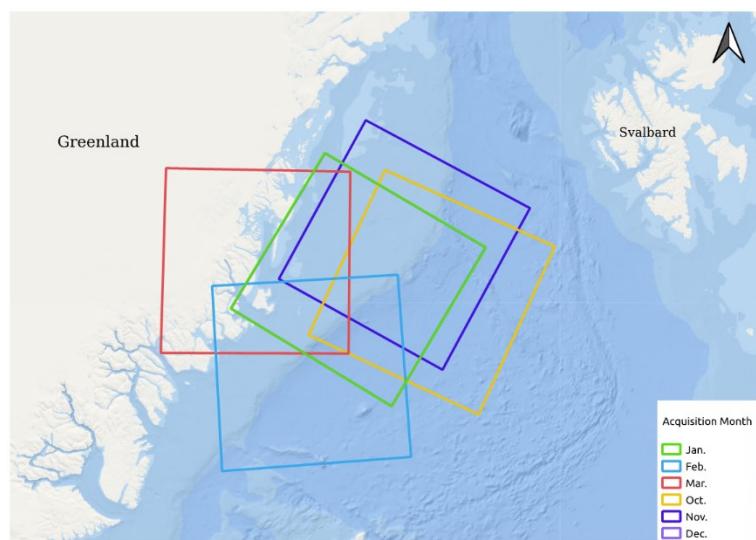 Greenland
Svalbard
Acquisition Month
Jan.
Feb.
Mar.
Oct.
Nov.
Dec.